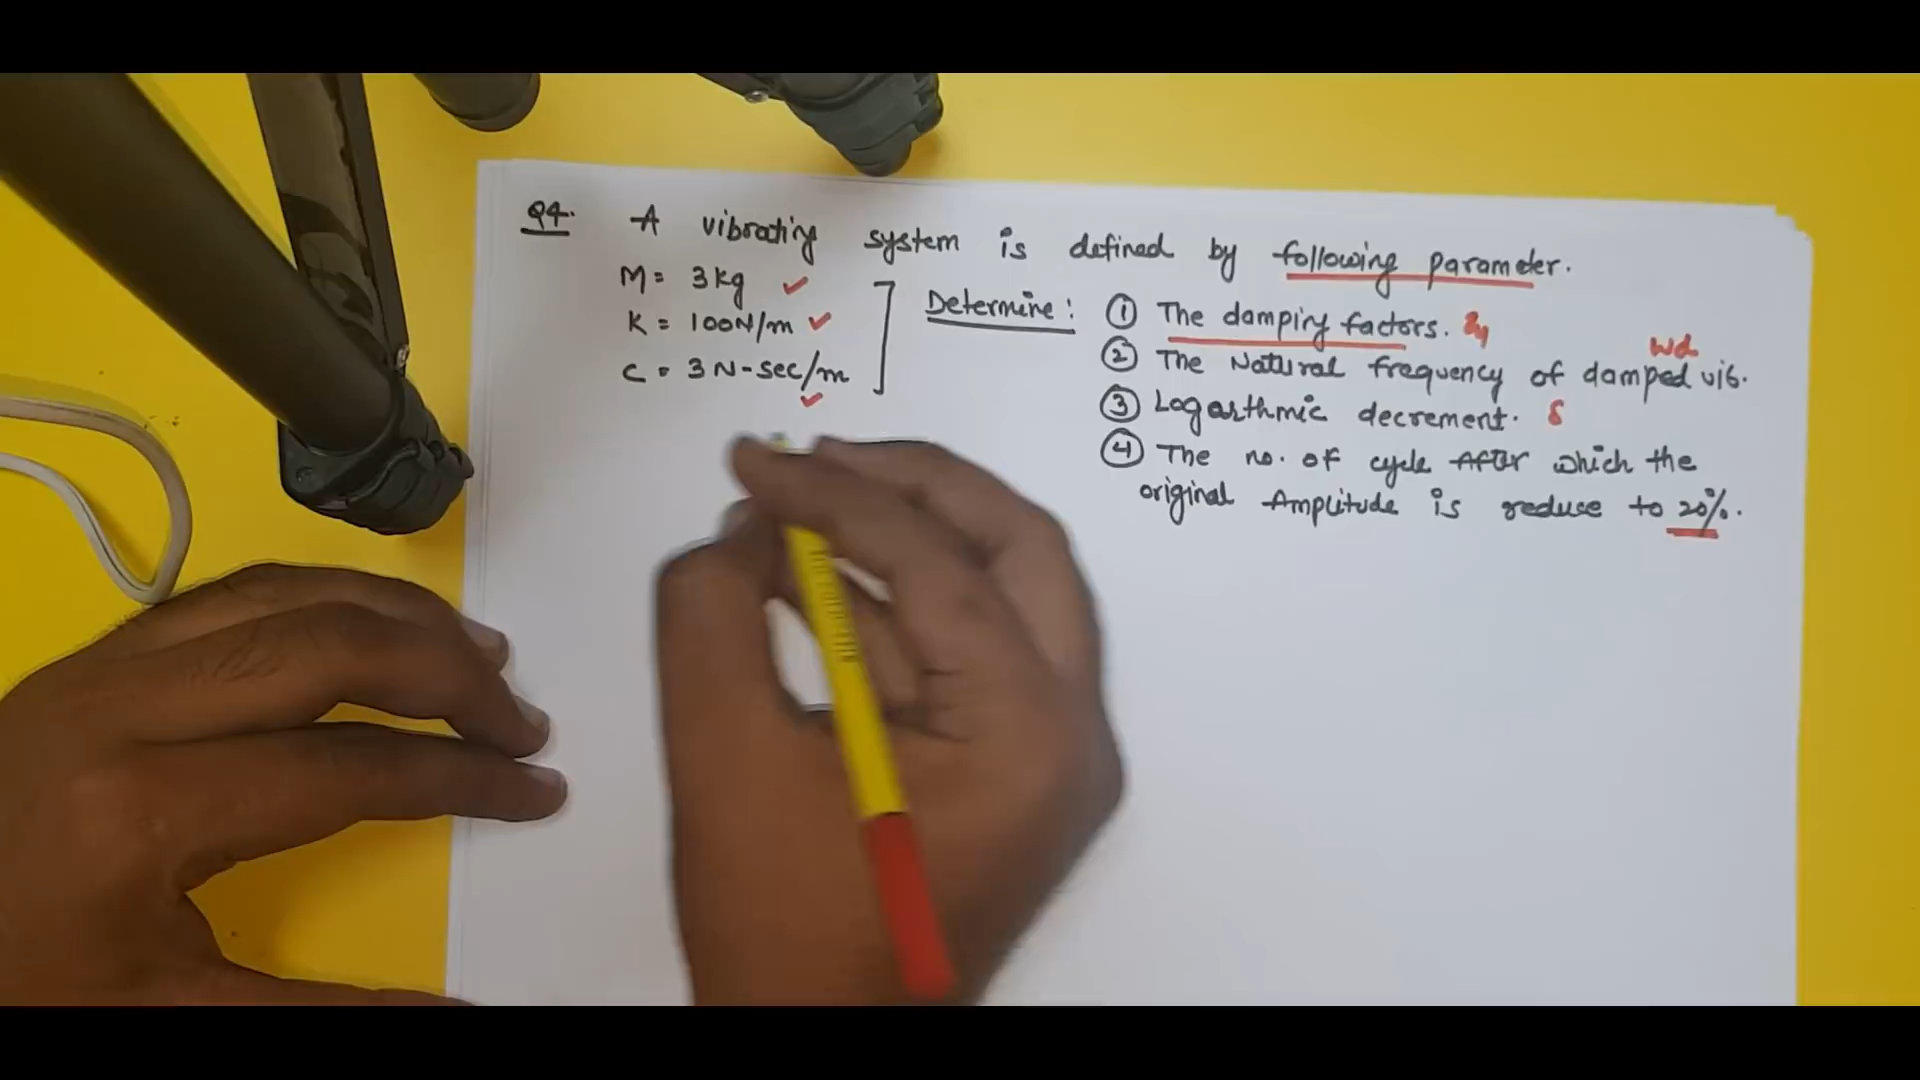 Q4. A vibrating system is defined by following parameter.
M = 3 kg
K = 100 N/m
C = 3 N-sec/m
Determine:
① The damping factors. ξ
② The Natural frequency of damped vib. wd
③ Logarthmic decrement. δ
④ The no. of cycle After which the
original Amplitude is reduce to 20%.